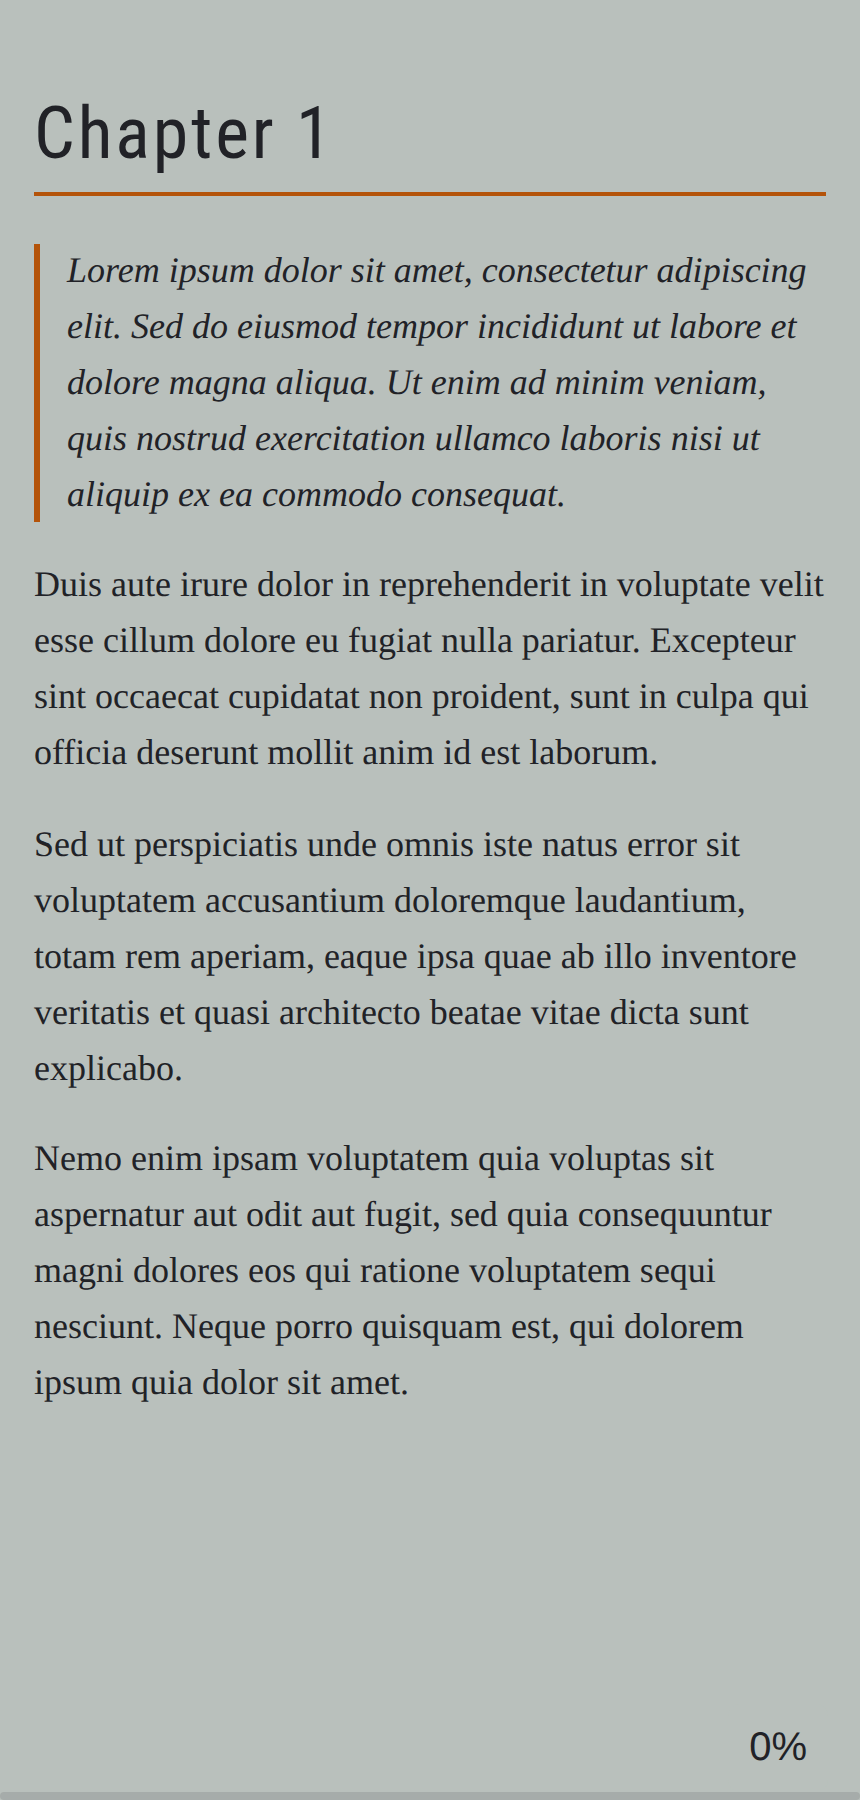 Chapter 1
Lorem ipsum dolor sit amet, consectetur adipiscing
elit. Sed do eiusmod tempor incididunt ut labore et
dolore magna aliqua. Ut enim ad minim veniam,
quis nostrud exercitation ullamco laboris nisi ut
aliquip ex ea commodo consequat.
Duis aute irure dolor in reprehenderit in voluptate velit
esse cillum dolore eu fugiat nulla pariatur. Excepteur
sint occaecat cupidatat non proident, sunt in culpa qui
officia deserunt mollit anim id est laborum.
Sed ut perspiciatis unde omnis iste natus error sit
voluptatem accusantium doloremque laudantium,
totam rem aperiam, eaque ipsa quae ab illo inventore
veritatis et quasi architecto beatae vitae dicta sunt
explicabo.
Nemo enim ipsam voluptatem quia voluptas sit
aspernatur aut odit aut fugit, sed quia consequuntur
magni dolores eos qui ratione voluptatem sequi
nesciunt. Neque porro quisquam est, qui dolorem
ipsum quia dolor sit amet.
0%